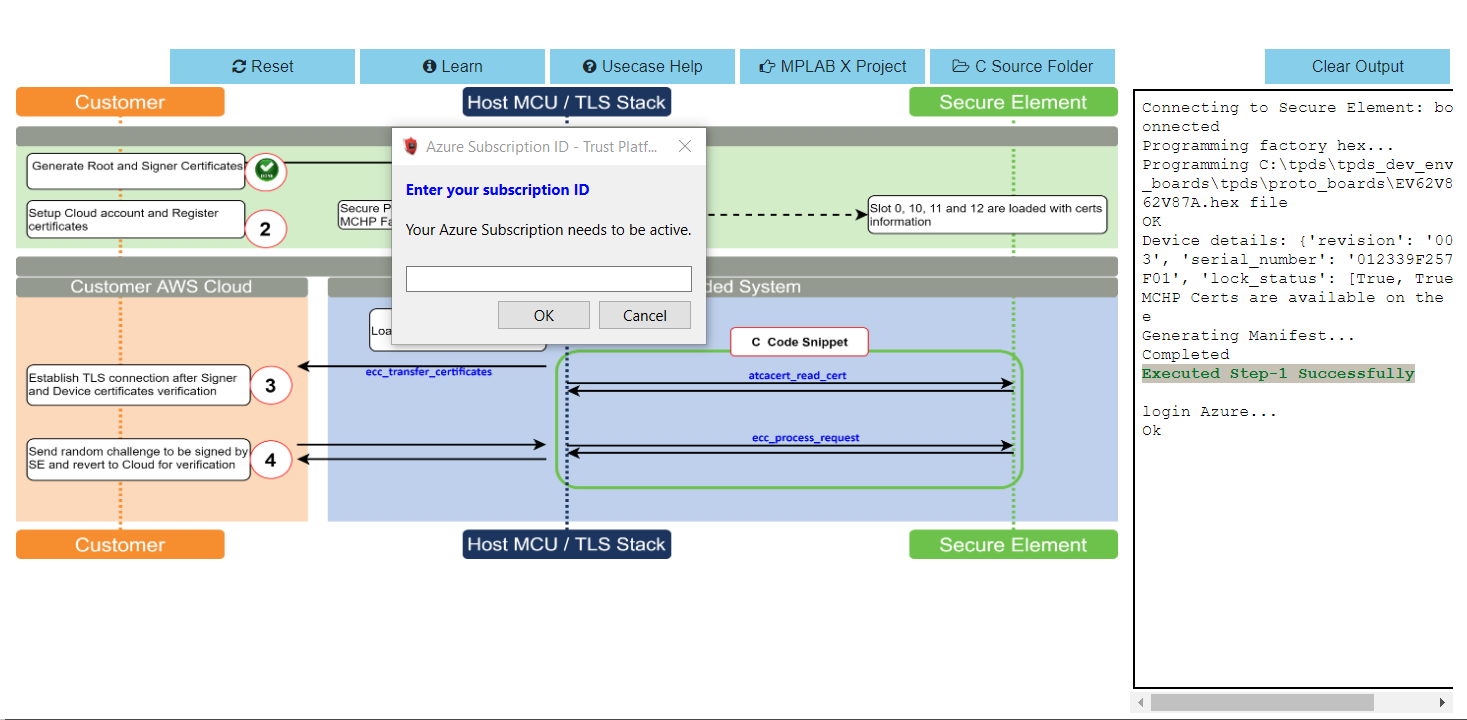 Reset
Learn
Usecase Help
MPLAB X Project
C Source Folder
Clear Output
Customer
Host MCU / TLS Stack
Secure Element
Azure Subscription ID - Trust Platf...
Enter your subscription ID
Your Azure Subscription needs to be active.
OK
Cancel
Generate Root and Signer Certificates
Setup Cloud account and Register
certificates
2
Secure P
MCHP Fa
Slot 0, 10, 11 and 12 are loaded with certs
information
Customer AWS Cloud
ded System
Loa
C Code Snippet
ecc_transfer_certificates
atcacert_read_cert
Establish TLS connection after Signer
and Device certificates verification
3
ecc_process_request
Send random challenge to be signed by
SE and revert to Cloud for verification
4
Customer
Host MCU / TLS Stack
Secure Element
Connecting to Secure Element: bo
onnected
Programming factory hex...
Programming C:\tpds\tpds_dev_env
_boards\tpds\proto_boards\EV62V8
62V87A.hex file
OK
Device details: {'revision': '00
3', 'serial_number': '012339F257
F01', 'lock_status': [True, True
MCHP Certs are available on the
e
Generating Manifest...
Completed
Executed Step-1 Successfully
login Azure...
Ok